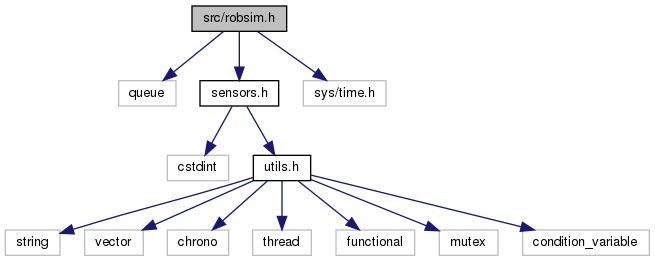 src/robsim.h
queue
sensors.h
sys/time.h
cstdint
utils.h
string
vector
chrono
thread
functional
mutex
condition_variable